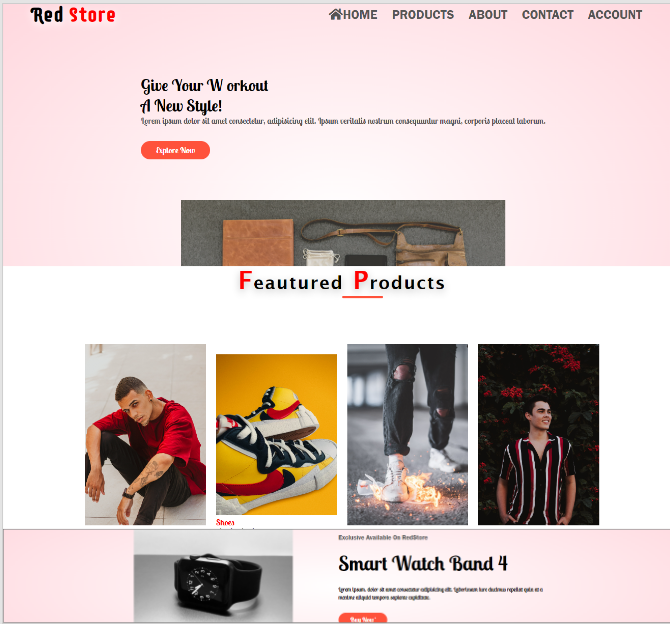 Red Store
HOME PRODUCTS ABOUT CONTACT ACCOUNT
Give Your W orkout
A New Style!
Lorem ipsum dolor sit amet consectetur, adipisicing elit. Ipsum veritatis nostrum consequuntur magni, corporis placeat laborum.
Explore Now
Feautured Products
Shoes
Exclusive Available On RedStore
Smart Watch Band 4
Lorem ipsum, dolor sit amet consectetur adipisicing elit.
Buy Now